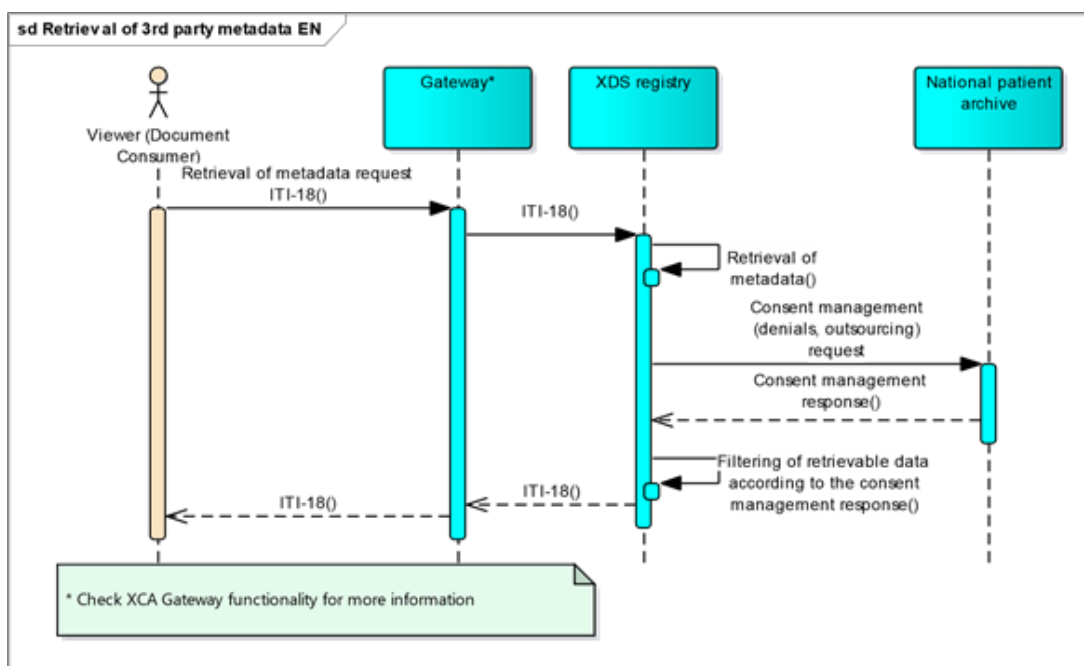 sd Retrieval of 3rd party metadata EN
Gateway*
XDS registry
National patient
archive
Viewer (Document
Consumer)
Retrieval of metadata request
ITI-18()
ITI-18()
Retrieval of
metadata()
Consent management
(denials, outsourcing)
request
Consent management
response()
Filtering of retrievable data
according to the consent
management response()
ITI-18()
ITI-18()
* Check XCA Gateway functionality for more information